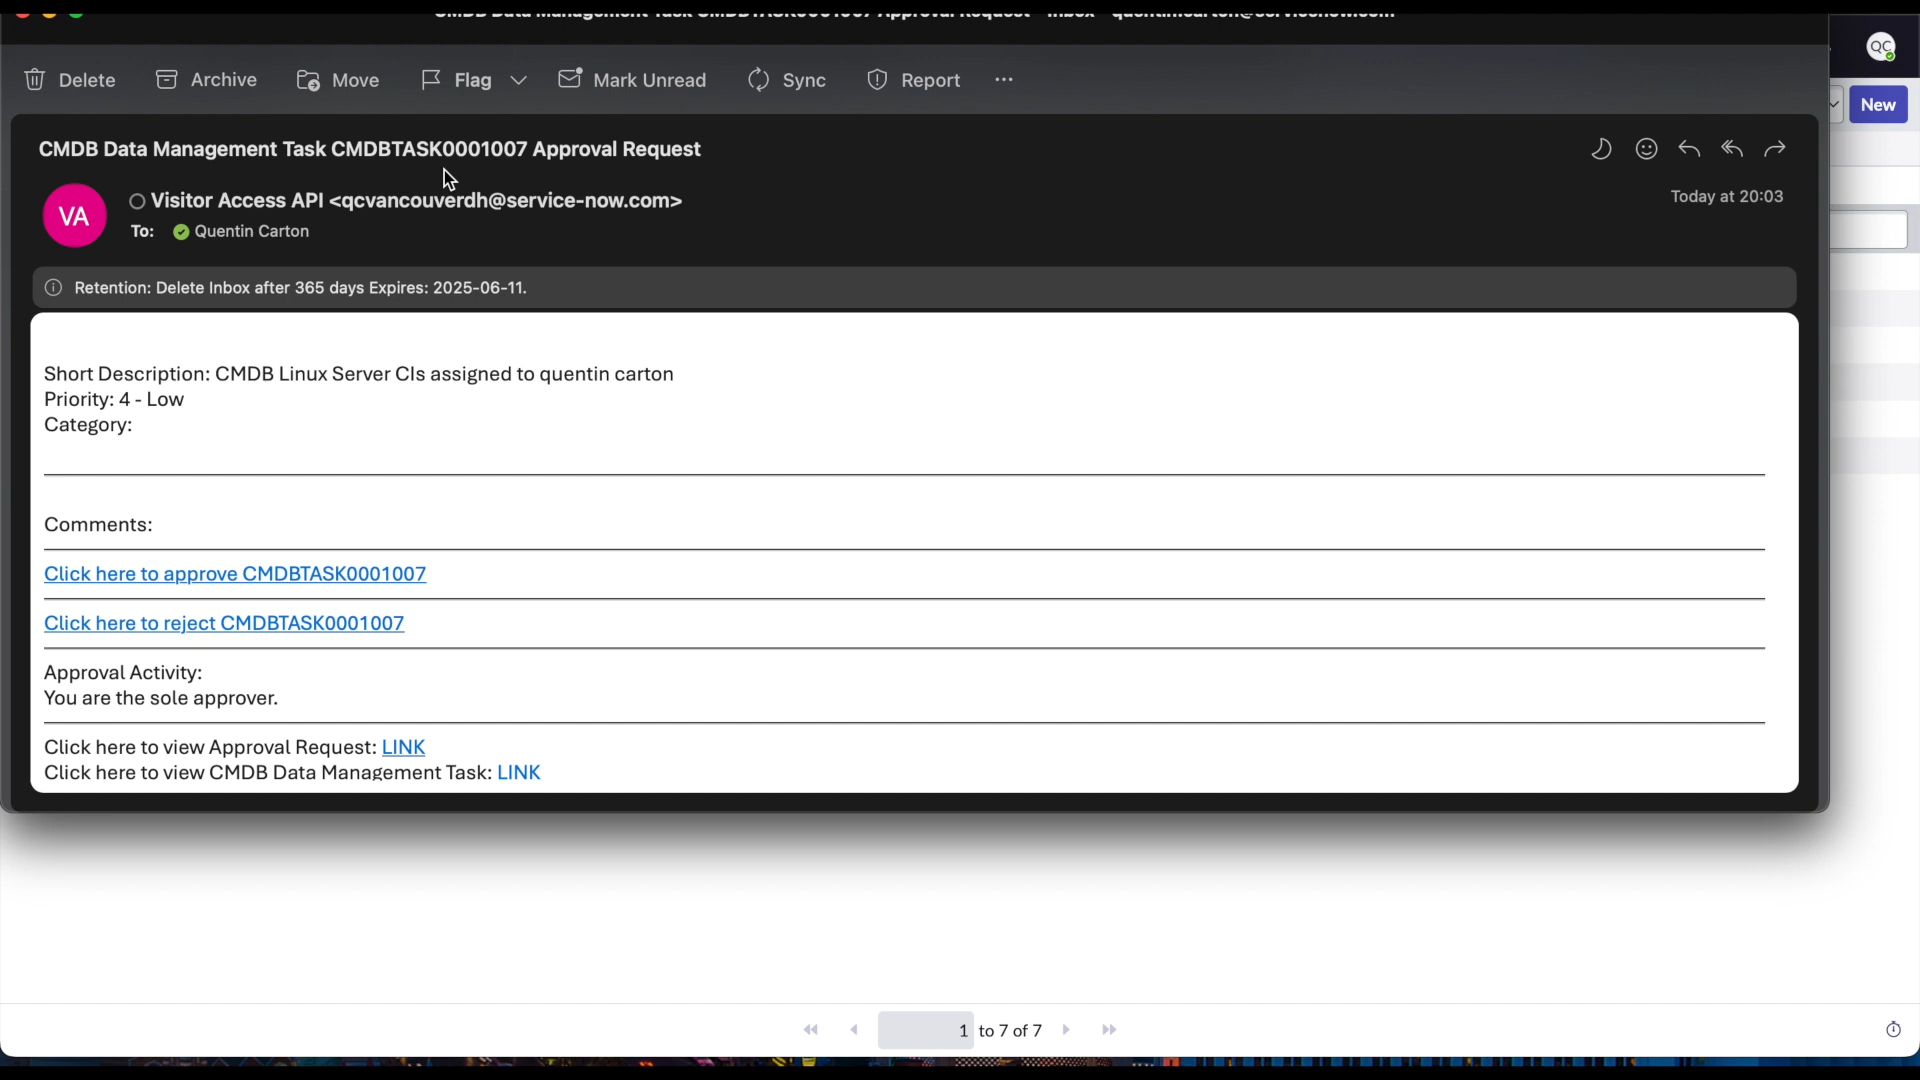 QC
Delete Archive Move Flag Mark Unread Sync Report
New
CMDB Data Management Task CMDBTASK0001007 Approval Request
VA
Visitor Access API <qcvancouverdh@service-now.com>
Today at 20:03
To: Quentin Carton
Retention: Delete Inbox after 365 days Expires: 2025-06-11.
Short Description: CMDB Linux Server CIs assigned to quentin carton
Priority: 4 - Low
Category:
Comments:
Click here to approve CMDBTASK0001007
Click here to reject CMDBTASK0001007
Approval Activity:
You are the sole approver.
Click here to view Approval Request: LINK
Click here to view CMDB Data Management Task: LINK
1 to 7 of 7